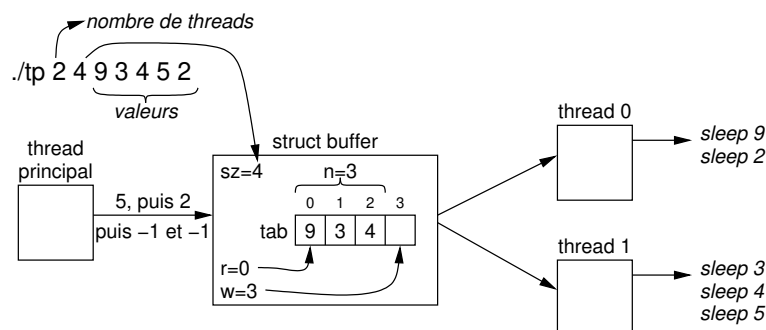 nombre de threads
./tp 2 4 9 3 4 5 2
valeurs
thread
principal
5, puis 2
puis −1 et −1
struct buffer
sz=4
n=3
0 1 2 3
tab 9 3 4
r=0
w=3
thread 0
sleep 9
sleep 2
thread 1
sleep 3
sleep 4
sleep 5